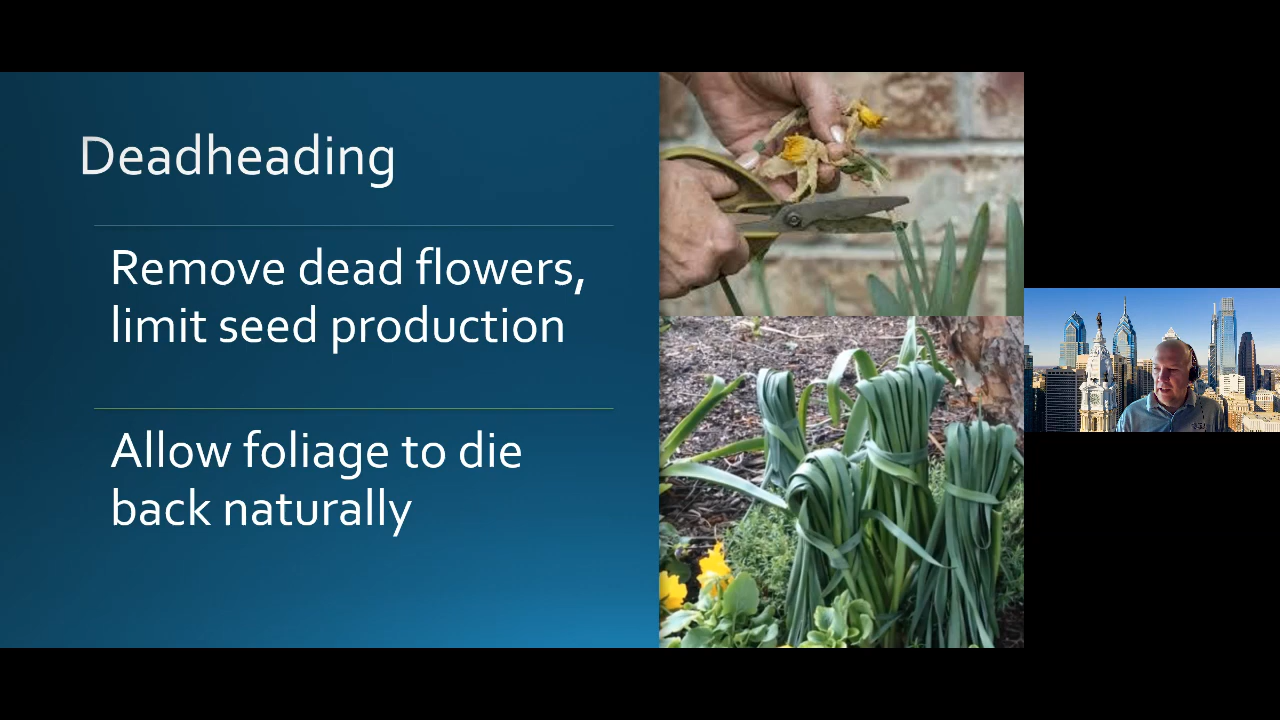 Deadheading
Remove dead flowers,
limit seed production
Allow foliage to die
back naturally